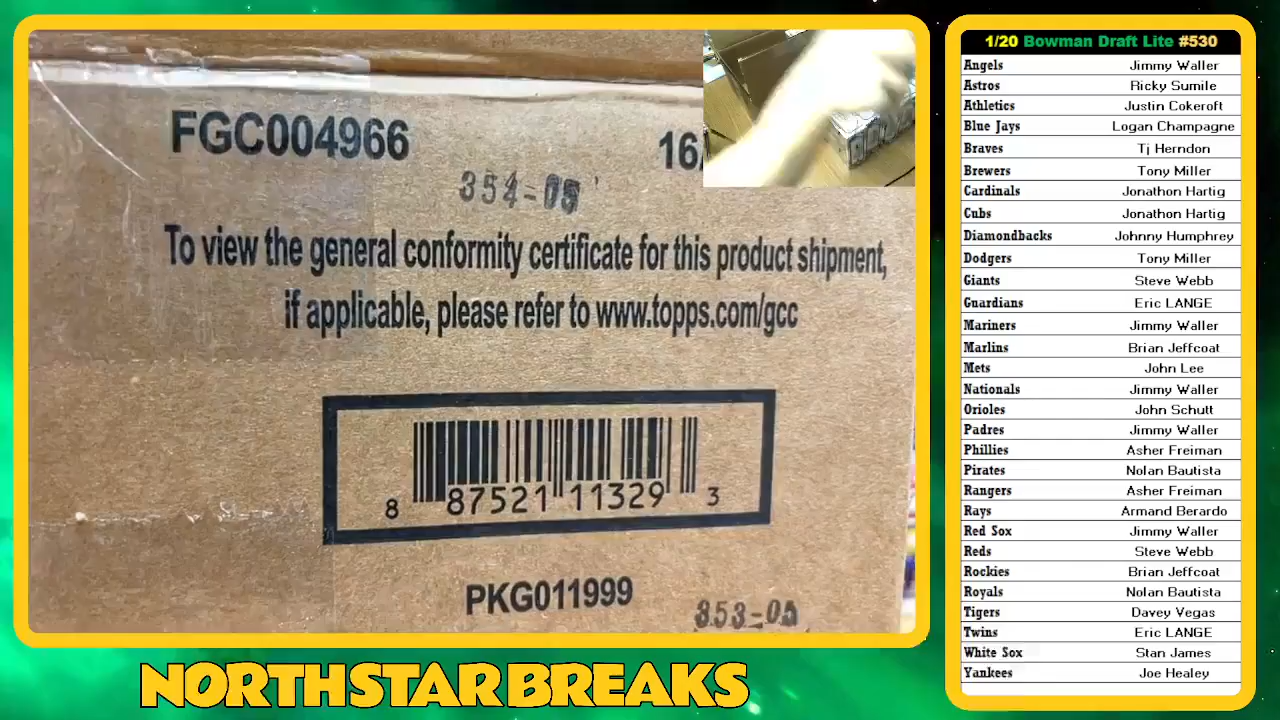 FGC004966
16
354-05
To view the general conformity certificate for this product shipment,
if applicable, please refer to www.topps.com/gcc
8 87521 11329 3
PKG011999
353-05
NORTHSTAR BREAKS
1/20 Bowman Draft Lite #530
Angels Jimmy Waller
Astros Ricky Sumile
Athletics Justin Cokeroft
Blue Jays Logan Champagne
Braves Tj Herndon
Brewers Tony Miller
Cardinals Jonathon Hartig
Cubs Jonathon Hartig
Diamondbacks Johnny Humphrey
Dodgers Tony Miller
Giants Steve Webb
Guardians Eric LANGE
Mariners Jimmy Waller
Marlins Brian Jeffcoat
Mets John Lee
Nationals Jimmy Waller
Orioles John Schutt
Padres Jimmy Waller
Phillies Asher Freiman
Pirates Nolan Bautista
Rangers Asher Freiman
Rays Armand Berardo
Red Sox Jimmy Waller
Reds Steve Webb
Rockies Brian Jeffcoat
Royals Nolan Bautista
Tigers Davey Vegas
Twins Eric LANGE
White Sox Stan James
Yankees Joe Healey